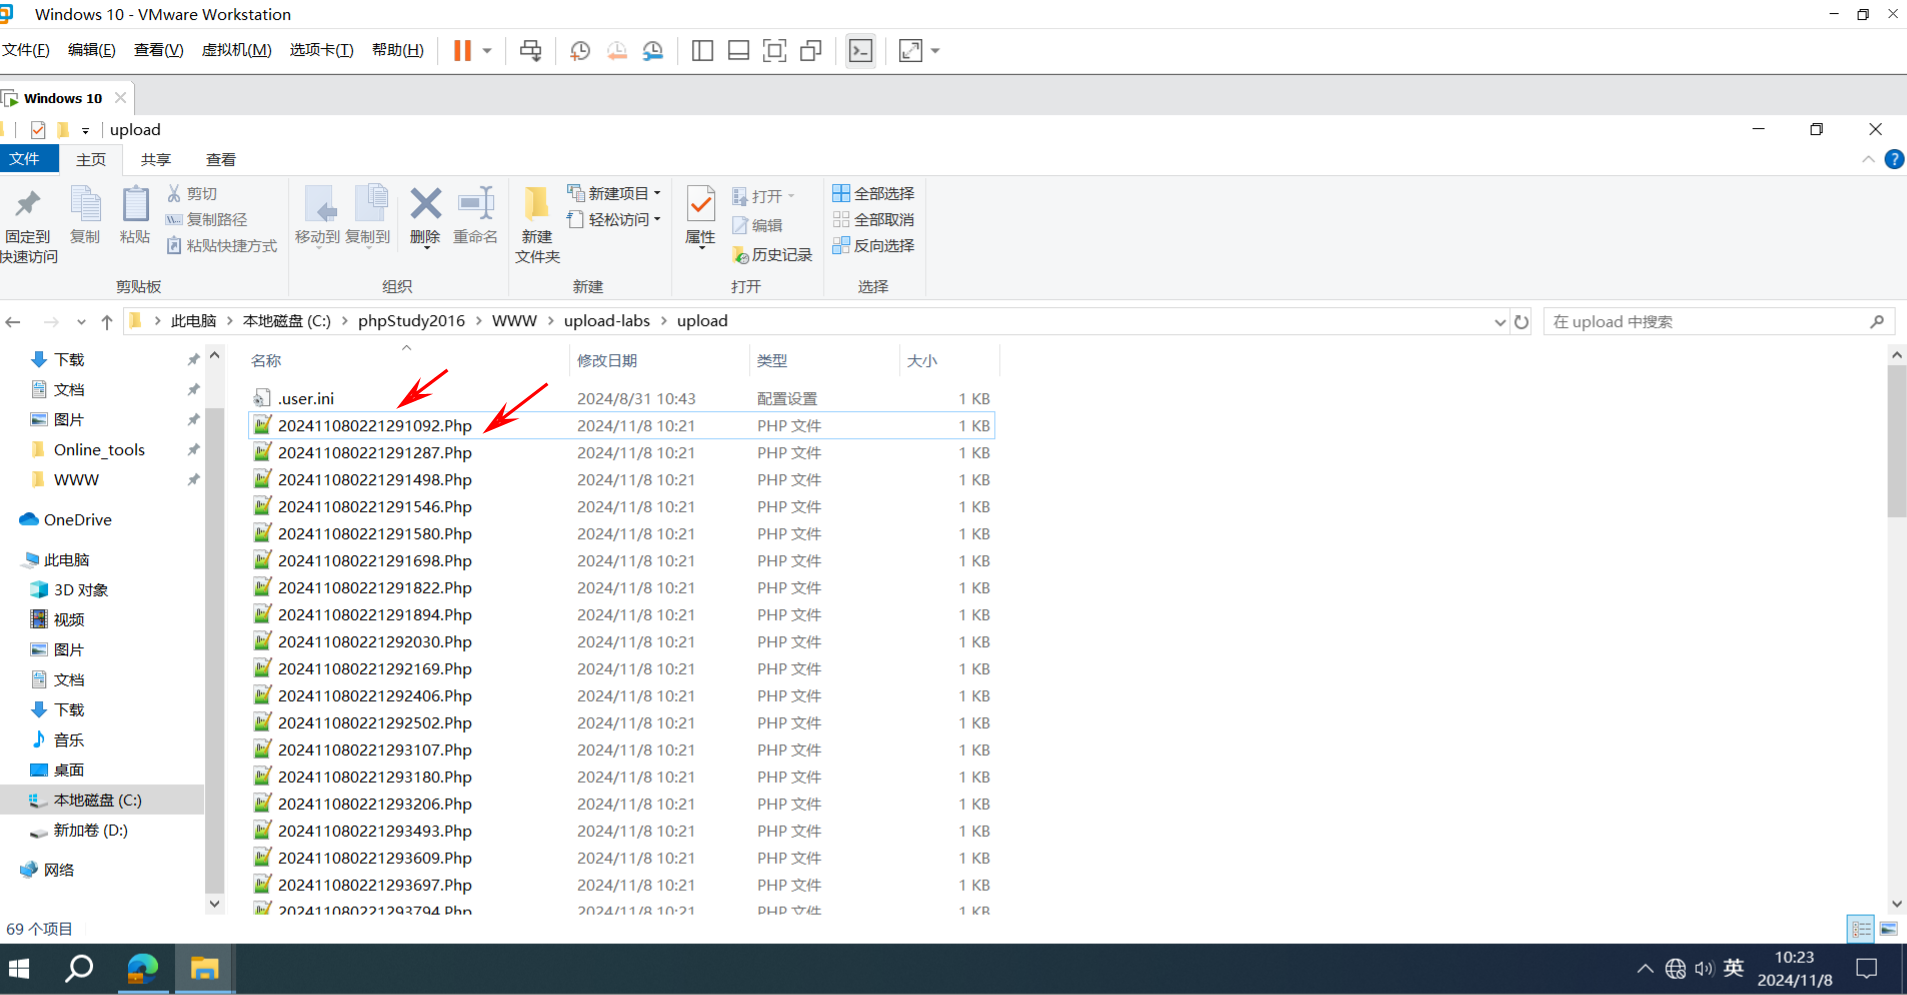 Windows 10 - VMware Workstation
文件(F) 编辑(E) 查看(V) 虚拟机(M) 选项卡(T) 帮助(H)
Windows 10
upload
文件 主页 共享 查看
固定到
快速访问
复制
粘贴
剪切
复制路径
粘贴快捷方式
剪贴板
移动到 复制到 删除 重命名
组织
新建
文件夹
新建项目
轻松访问
新建
属性
打开
编辑
历史记录
打开
全部选择
全部取消
反向选择
选择
此电脑 本地磁盘 (C:) phpStudy2016 WWW upload-labs upload
在 upload 中搜索
下载
文档
图片
Online_tools
WWW
OneDrive
此电脑
3D 对象
视频
图片
文档
下载
音乐
桌面
本地磁盘 (C:)
新加卷 (D:)
网络
名称 修改日期 类型 大小
.user.ini 2024/8/31 10:43 配置设置 1 KB
202411080221291092.Php 2024/11/8 10:21 PHP 文件 1 KB
202411080221291287.Php 2024/11/8 10:21 PHP 文件 1 KB
202411080221291498.Php 2024/11/8 10:21 PHP 文件 1 KB
202411080221291546.Php 2024/11/8 10:21 PHP 文件 1 KB
202411080221291580.Php 2024/11/8 10:21 PHP 文件 1 KB
202411080221291698.Php 2024/11/8 10:21 PHP 文件 1 KB
202411080221291822.Php 2024/11/8 10:21 PHP 文件 1 KB
202411080221291894.Php 2024/11/8 10:21 PHP 文件 1 KB
202411080221292030.Php 2024/11/8 10:21 PHP 文件 1 KB
202411080221292169.Php 2024/11/8 10:21 PHP 文件 1 KB
202411080221292406.Php 2024/11/8 10:21 PHP 文件 1 KB
202411080221292502.Php 2024/11/8 10:21 PHP 文件 1 KB
202411080221293107.Php 2024/11/8 10:21 PHP 文件 1 KB
202411080221293180.Php 2024/11/8 10:21 PHP 文件 1 KB
202411080221293206.Php 2024/11/8 10:21 PHP 文件 1 KB
202411080221293493.Php 2024/11/8 10:21 PHP 文件 1 KB
202411080221293609.Php 2024/11/8 10:21 PHP 文件 1 KB
202411080221293697.Php 2024/11/8 10:21 PHP 文件 1 KB
202411080221293794.Php 2024/11/8 10:21 PHP 文件 1 KB
69 个项目
英
10:23
2024/11/8